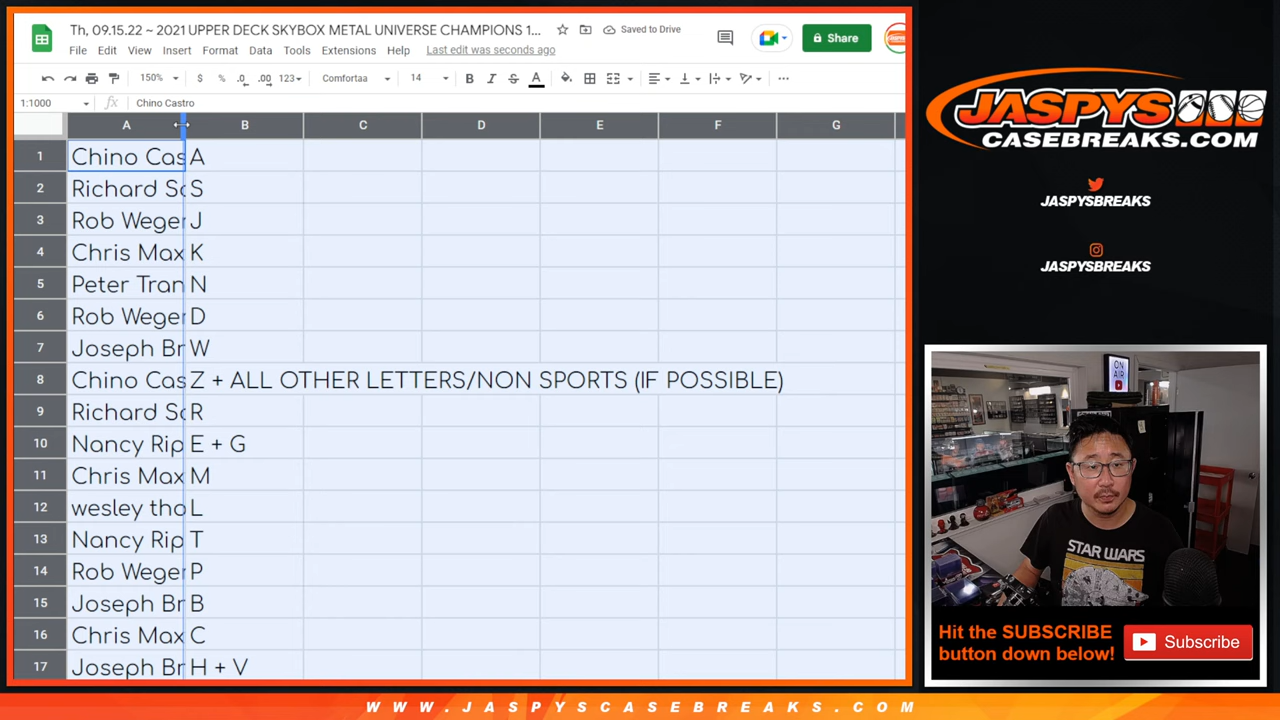 Th, 09.15.22 ~ 2021 UPPER DECK SKYBOX METAL UNIVERSE CHAMPIONS 1...
Saved to Drive
Share
File Edit View Insert Format Data Tools Extensions Help Last edit was seconds ago
150% $ % .0 .00 123 Comfortaa 14 B I S A
1:1000 fx Chino Castro
A B C D E F G
1 Chino Cas A
2 Richard S S
3 Rob Weger J
4 Chris Max K
5 Peter Tran N
6 Rob Weger D
7 Joseph Br W
8 Chino Cas Z + ALL OTHER LETTERS/NON SPORTS (IF POSSIBLE)
9 Richard S R
10 Nancy Rip E + G
11 Chris Max M
12 wesley tho L
13 Nancy Rip T
14 Rob Weger P
15 Joseph Br B
16 Chris Max C
17 Joseph Br H + V
JASPYS
CASEBREAKS.COM
JASPYSBREAKS
JASPYSBREAKS
ON AIR
STAR WARS
Hit the SUBSCRIBE
button down below!
Subscribe
WWW.JASPYSCASEBREAKS.COM